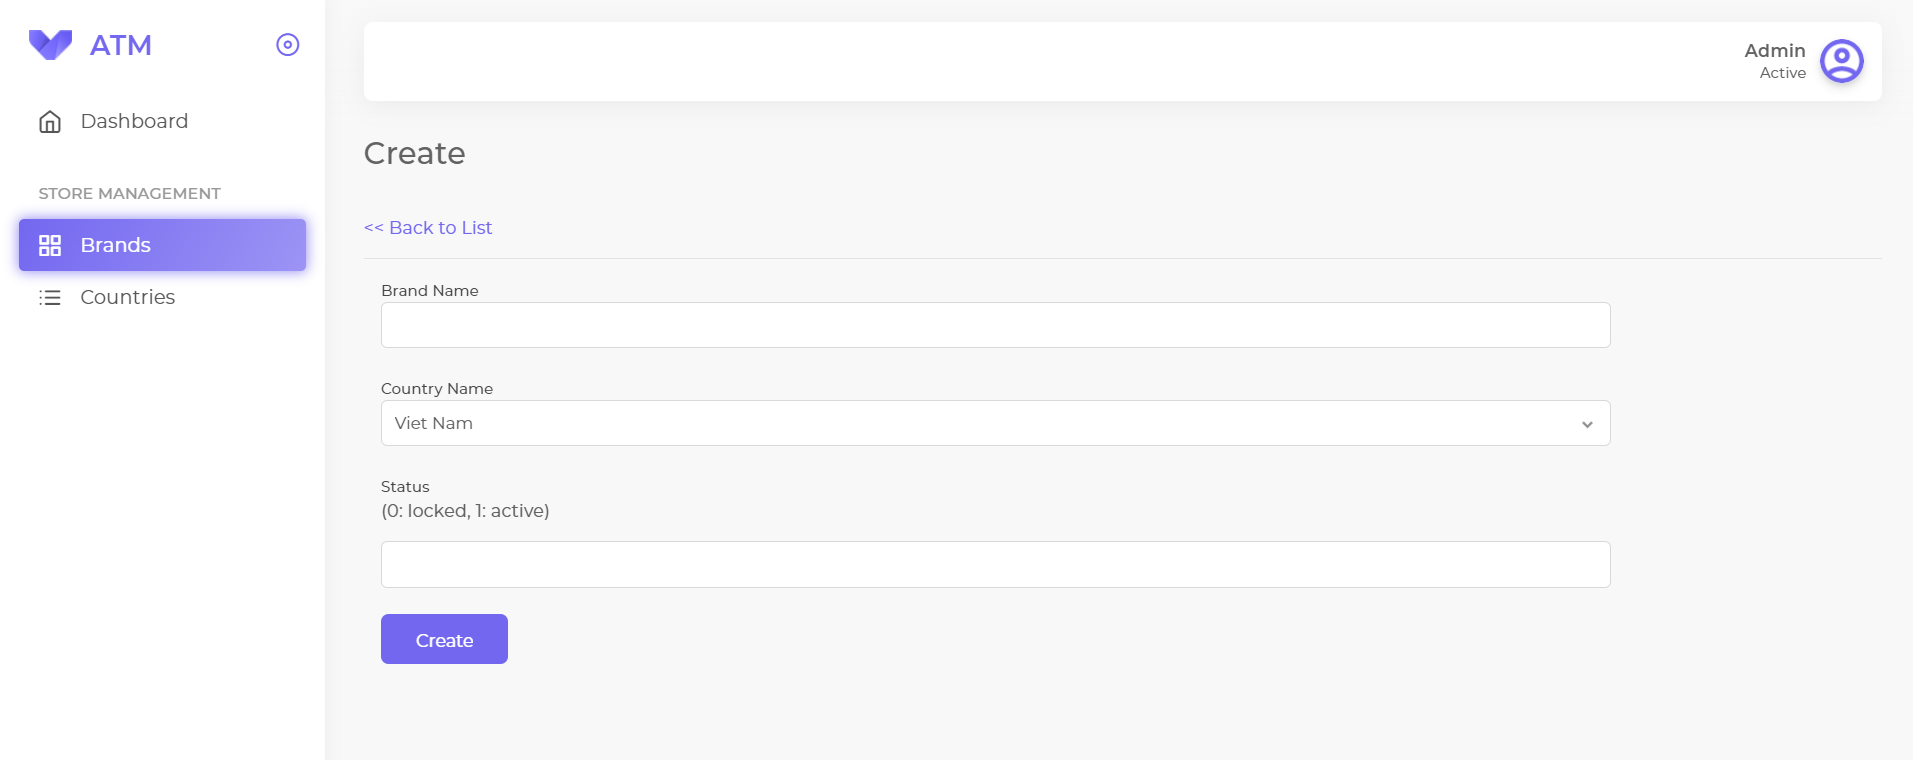 ATM
Dashboard
STORE MANAGEMENT
Brands
Countries
Admin
Active
Create
<< Back to List
Brand Name
Country Name
Viet Nam
Status
(0: locked, 1: active)
Create